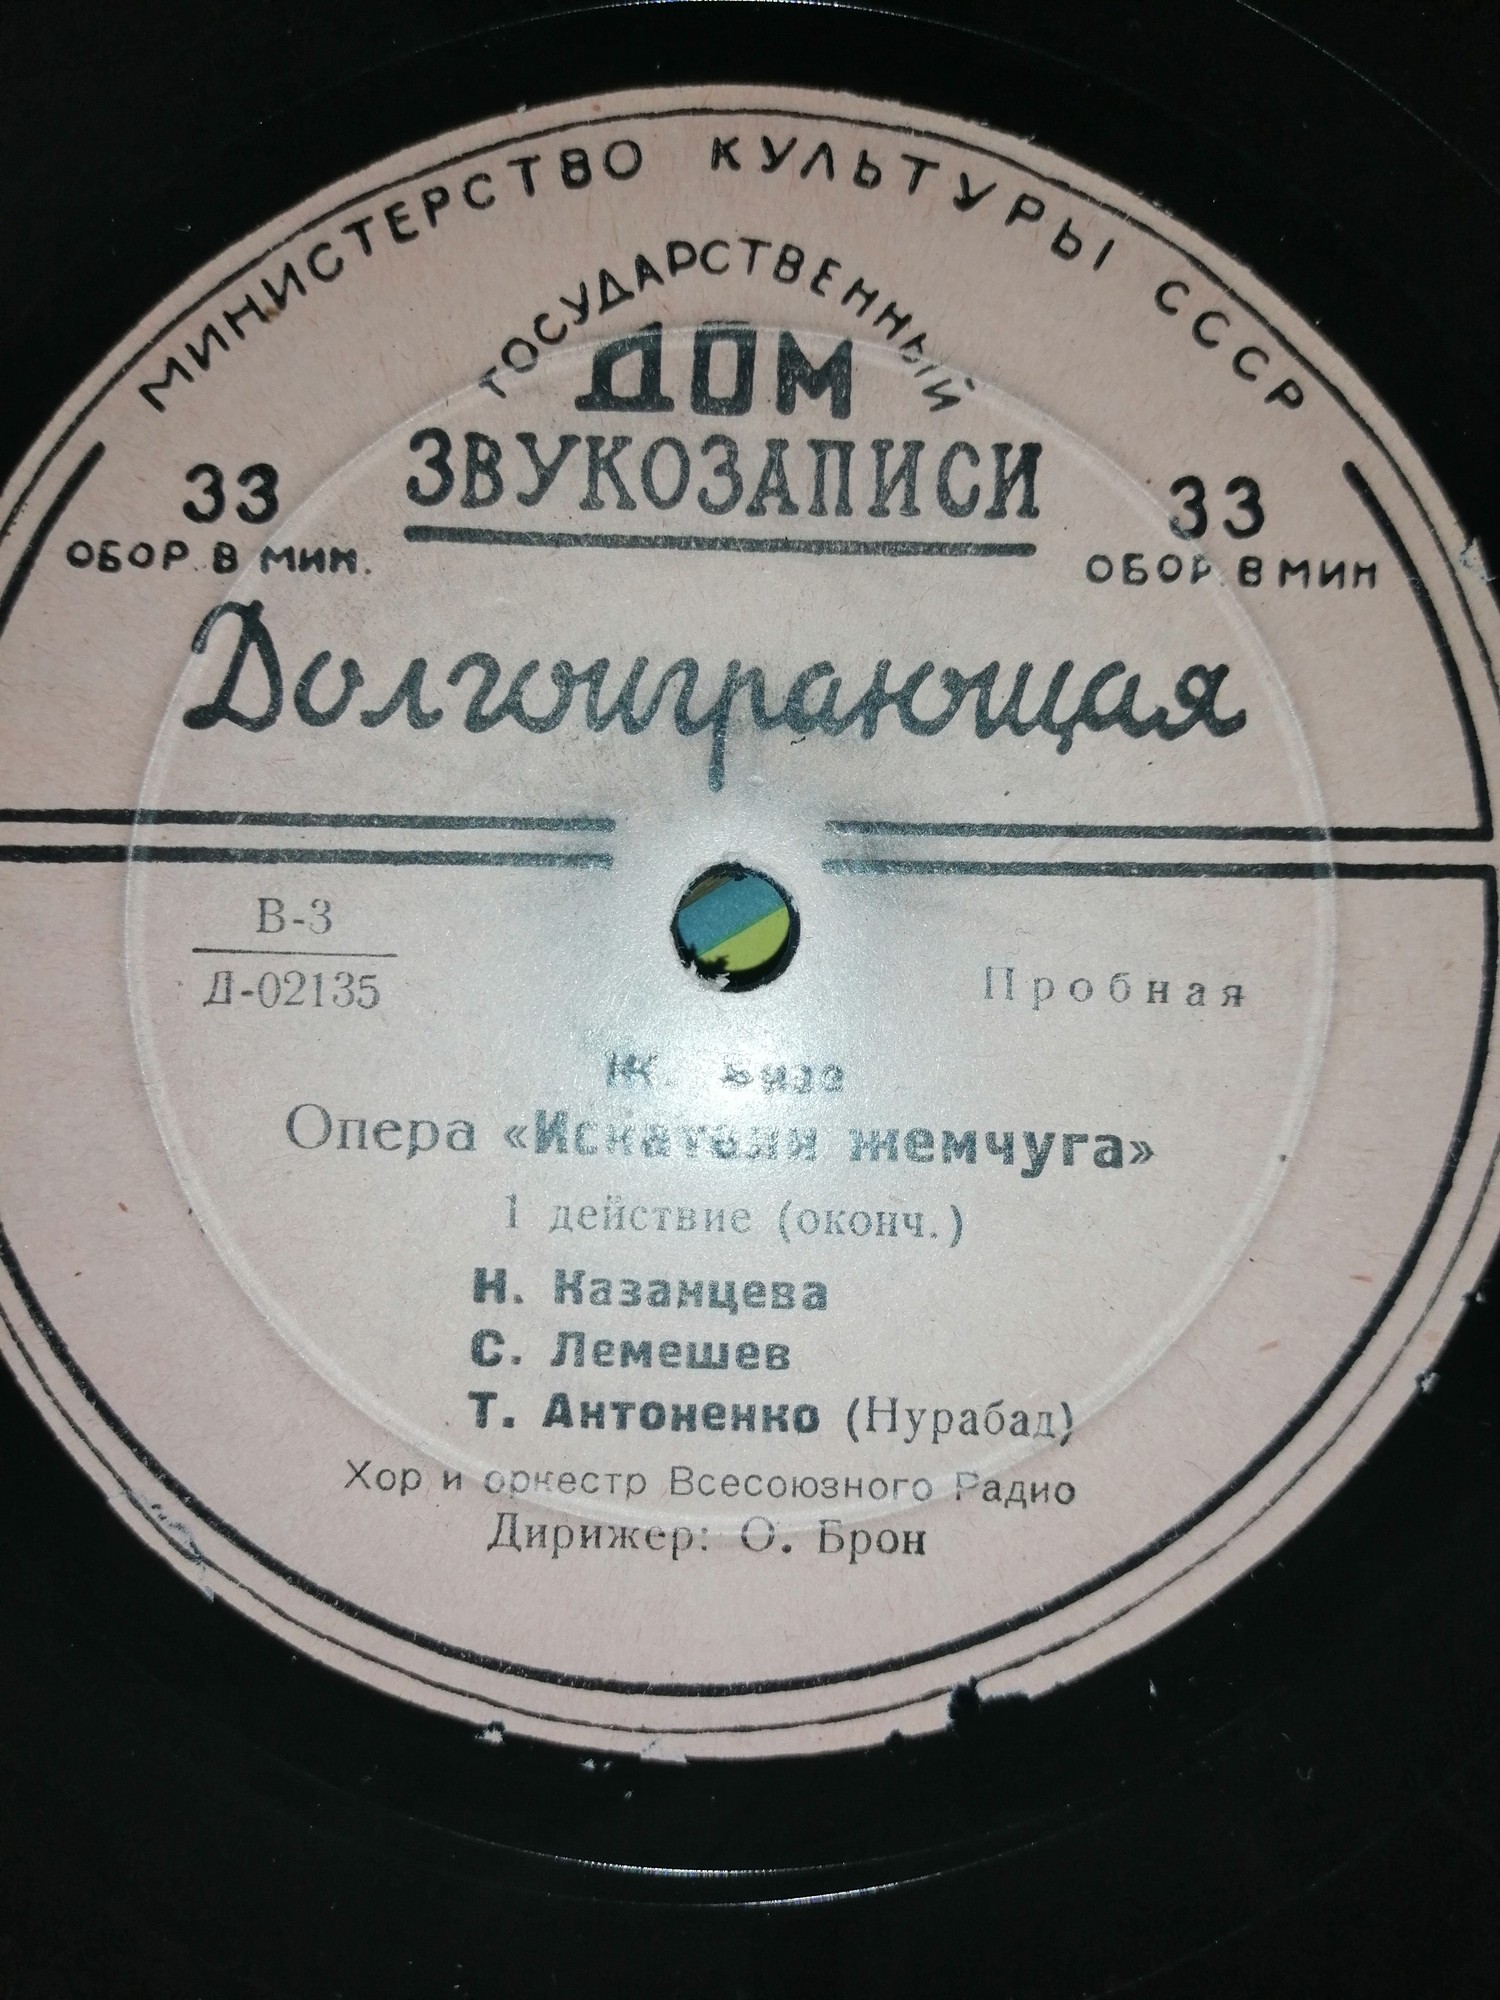 МИНИСТЕРСТВО КУЛЬТУРЫ СССР
ГОСУДАРСТВЕННЫЙ
ДОМ
ЗВУКОЗАПИСИ
33
ОБОР. В МИН.
33
ОБОР. В МИН
Долгоиграющая
В-3
Д-02135
Пробная
Ж. Бизе
Опера «Искатели жемчуга»
1 действие (оконч.)
Н. Казанцева
С. Лемешев
Т. Антоненко (Нурабад)
Хор и оркестр Всесоюзного Радио
Дирижер: О. Брон